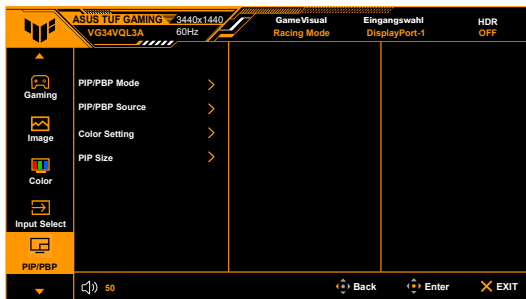 ASUS TUF GAMING 3440x1440 GameVisual Eingangswahl HDR
VG34VQL3A 60Hz Racing Mode DisplayPort-1 OFF
Gaming
Image
Color
Input Select
PIP/PBP
PIP/PBP Mode
PIP/PBP Source
Color Setting
PIP Size
50 Back Enter EXIT